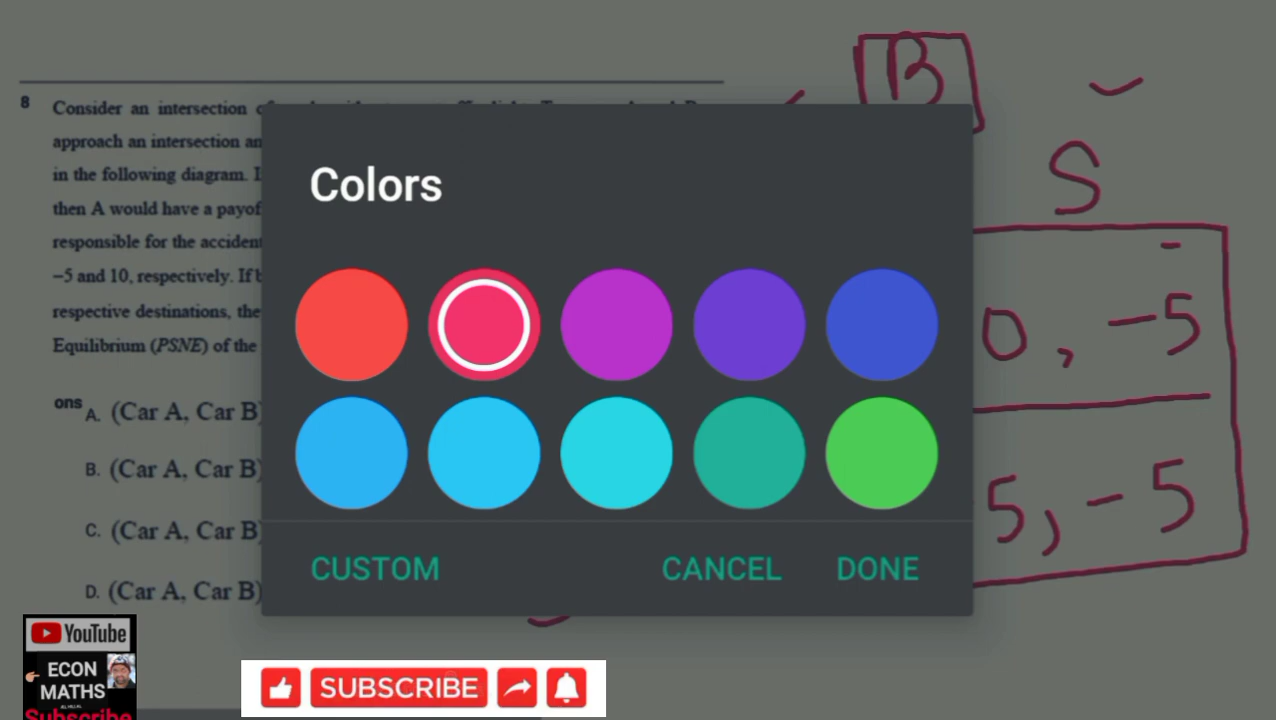 8 Consider an intersection
approach an intersection an
in the following diagram. I
then A would have a payof
responsible for the accident
−5 and 10, respectively. If b
respective destinations, the
Equilibrium (PSNE) of the
ons A. (Car A, Car B)
B. (Car A, Car B)
C. (Car A, Car B)
D. (Car A, Car B)
Colors
CUSTOM CANCEL DONE
B
S
0, -5
5, -5
YouTube
ECON
MATHS
Subscribe
SUBSCRIBE